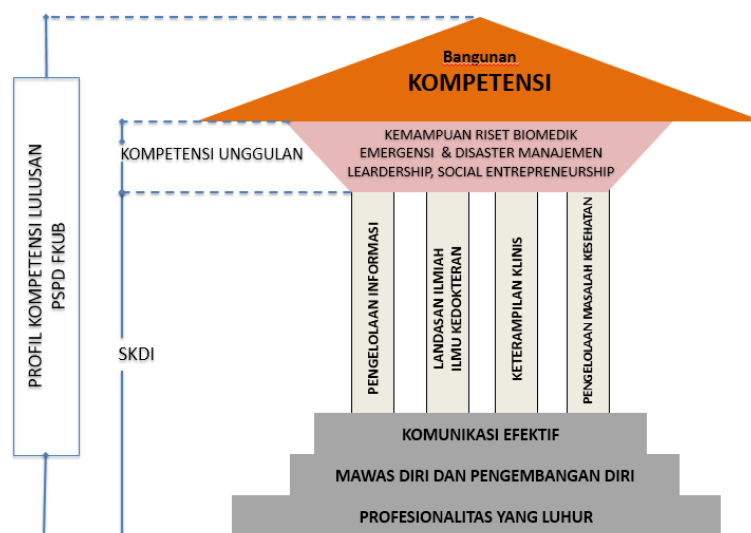 Bangunan
KOMPETENSI
KEMAMPUAN RISET BIOMEDIK
EMERGENSI & DISASTER MANAJEMEN
LEARDERSHIP, SOCIAL ENTREPRENEURSHIP
KOMPETENSI UNGGULAN
PROFIL KOMPETENSI LULUSAN
PSPD FKUB
SKDI
PENGELOLAAN INFORMASI
LANDASAN ILMIAH
ILMU KEDOKTERAN
KETERAMPILAN KLINIS
PENGELOLAAN MASALAH KESEHATAN
KOMUNIKASI EFEKTIF
MAWAS DIRI DAN PENGEMBANGAN DIRI
PROFESIONALITAS YANG LUHUR